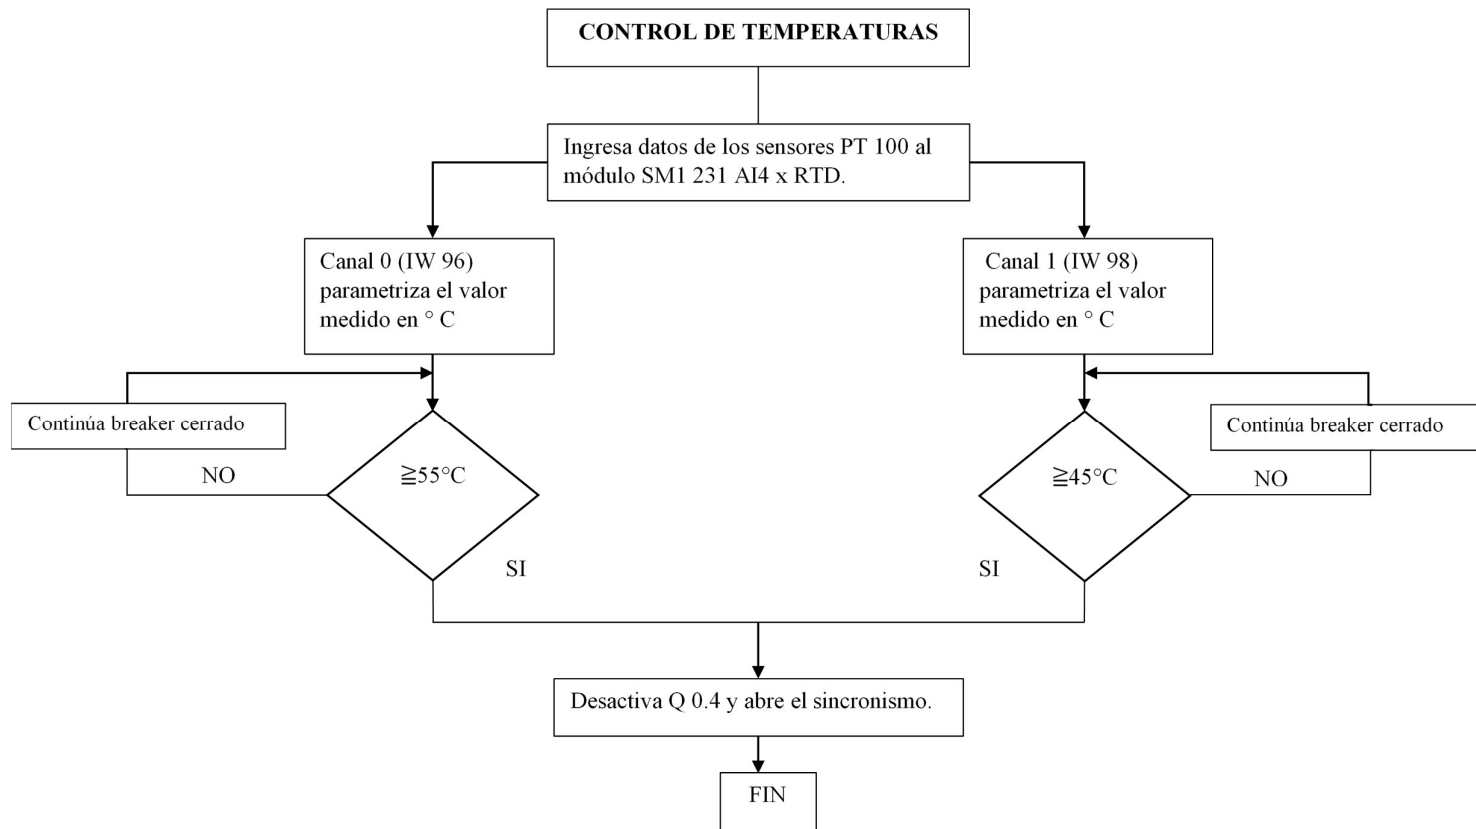 CONTROL DE TEMPERATURAS
Ingresa datos de los sensores PT 100 al
módulo SM1 231 AI4 x RTD.
Canal 0 (IW 96)
parametriza el valor
medido en ° C
Canal 1 (IW 98)
parametriza el valor
medido en ° C
Continúa breaker cerrado
Continúa breaker cerrado
≧55°C
≧45°C
NO
NO
SI
SI
Desactiva Q 0.4 y abre el sincronismo.
FIN